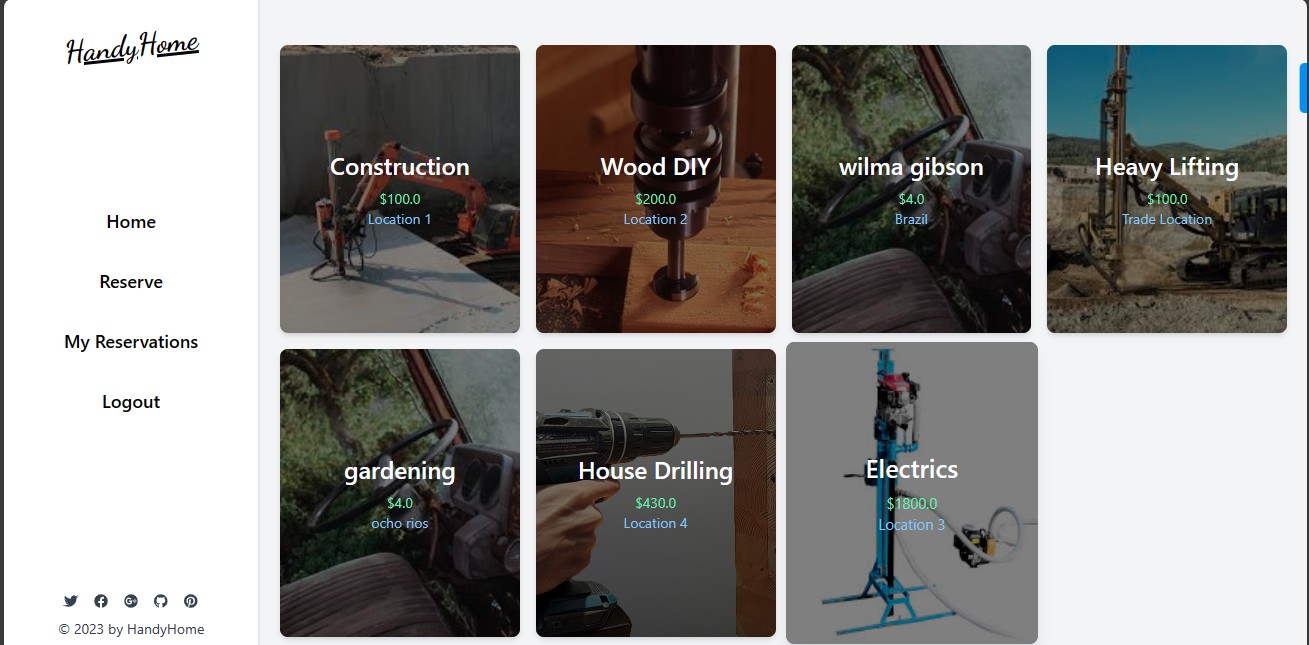 HandyHome
Home
Reserve
My Reservations
Logout
© 2023 by HandyHome
Construction
$100.0
Location 1
Wood DIY
$200.0
Location 2
wilma gibson
$4.0
Brazil
Heavy Lifting
$100.0
Trade Location
gardening
$4.0
ocho rios
House Drilling
$430.0
Location 4
Electrics
$1800.0
Location 3